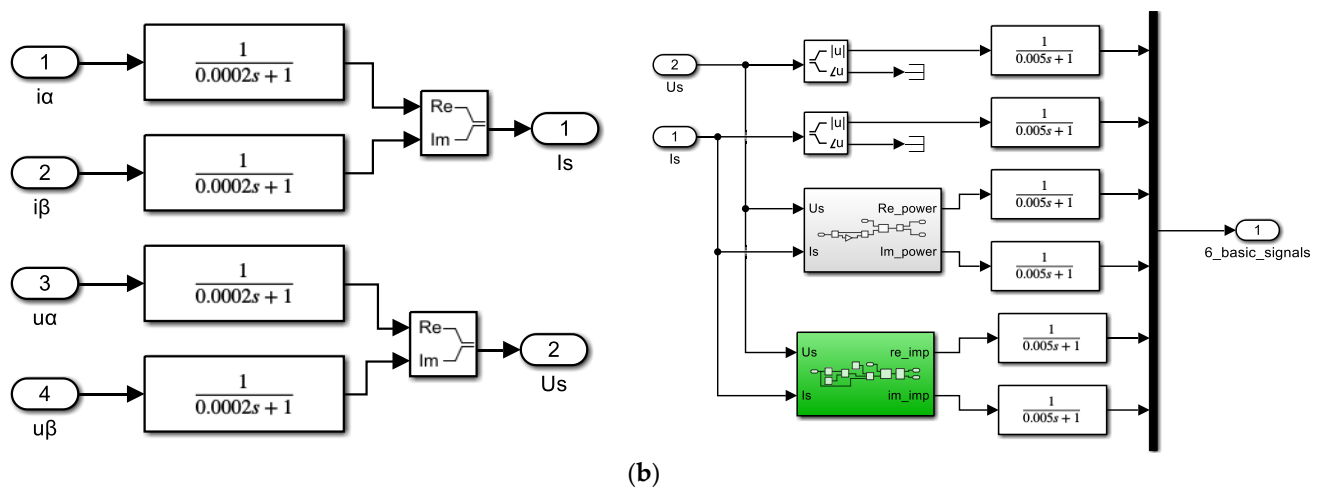 1
iα
1
0.0002s + 1
2
iβ
1
0.0002s + 1
Re
Im
1
Is
3
uα
1
0.0002s + 1
4
uβ
1
0.0002s + 1
Re
Im
2
Us
2
Us
|u|
∠u
1
0.005s + 1
1
Is
|u|
∠u
1
0.005s + 1
Us
Is
Re_power
Im_power
1
0.005s + 1
1
0.005s + 1
Us
Is
re_imp
im_imp
1
0.005s + 1
1
0.005s + 1
1
6_basic_signals
(b)